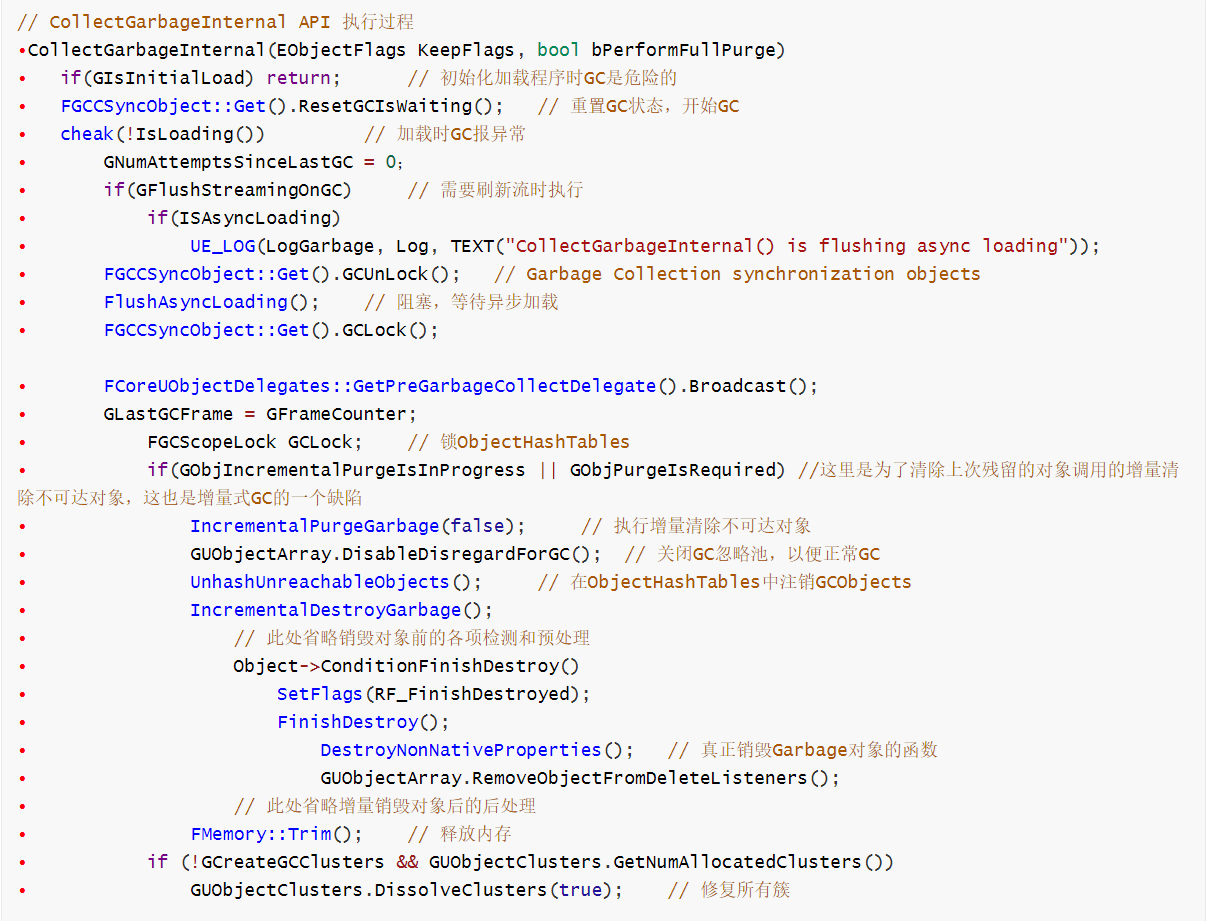 // CollectGarbageInternal API 执行过程
•CollectGarbageInternal(EObjectFlags KeepFlags, bool bPerformFullPurge)
•   if(GIsInitialLoad) return;      // 初始化加载程序时GC是危险的
•   FGCCSyncObject::Get().ResetGCIsWaiting();   // 重置GC状态，开始GC
•   cheak(!IsLoading())         // 加载时GC报异常
•       GNumAttemptsSinceLastGC = 0;
•       if(GFlushStreamingOnGC)     // 需要刷新流时执行
•           if(ISAsyncLoading)
•               UE_LOG(LogGarbage, Log, TEXT("CollectGarbageInternal() is flushing async loading"));
•       FGCCSyncObject::Get().GCUnLock();   // Garbage Collection synchronization objects
•       FlushAsyncLoading();    // 阻塞，等待异步加载
•       FGCCSyncObject::Get().GCLock();
•       FCoreUObjectDelegates::GetPreGarbageCollectDelegate().Broadcast();
•       GLastGCFrame = GFrameCounter;
•           FGCScopeLock GCLock;    // 锁ObjectHashTables
•           if(GObjIncrementalPurgeIsInProgress || GObjPurgeIsRequired) //这里是为了清除上次残留的对象调用的增量清
除不可达对象，这也是增量式GC的一个缺陷
•               IncrementalPurgeGarbage(false);     // 执行增量清除不可达对象
•               GUObjectArray.DisableDisregardForGC();  // 关闭GC忽略池，以便正常GC
•               UnhashUnreachableObjects();     // 在ObjectHashTables中注销GCObjects
•               IncrementalDestroyGarbage();
•                   // 此处省略销毁对象前的各项检测和预处理
•                   Object->ConditionFinishDestroy()
•                       SetFlags(RF_FinishDestroyed);
•                       FinishDestroy();
•                           DestroyNonNativeProperties();   // 真正销毁Garbage对象的函数
•                           GUObjectArray.RemoveObjectFromDeleteListeners();
•                   // 此处省略增量销毁对象后的后处理
•               FMemory::Trim();    // 释放内存
•           if (!GCreateGCClusters && GUObjectClusters.GetNumAllocatedClusters())
•               GUObjectClusters.DissolveClusters(true);    // 修复所有簇